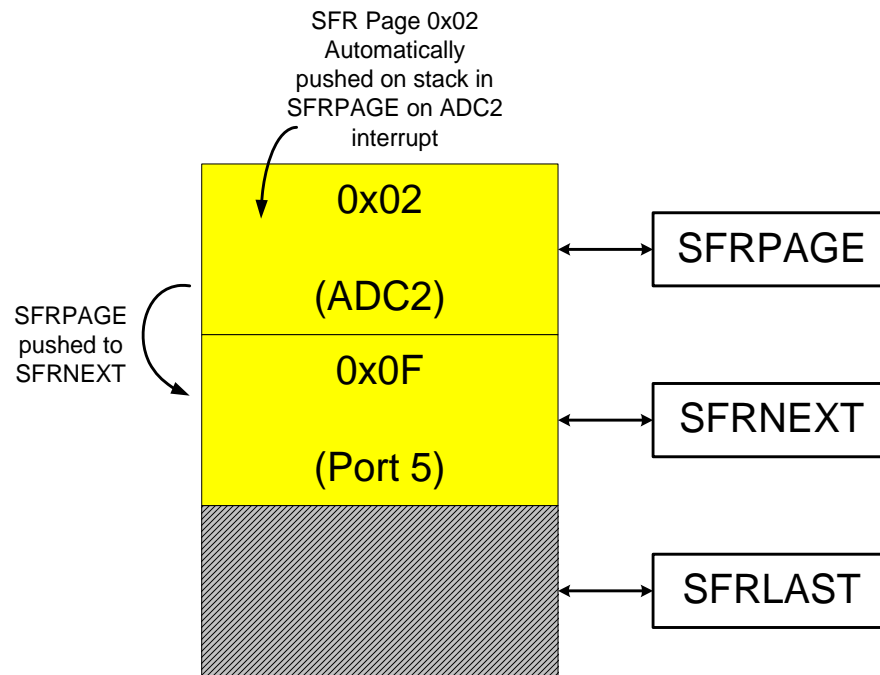 SFR Page 0x02
Automatically
pushed on stack in
SFRPAGE on ADC2
interrupt
0x02
(ADC2)
SFRPAGE
SFRPAGE
pushed to
SFRNEXT
0x0F
(Port 5)
SFRNEXT
SFRLAST